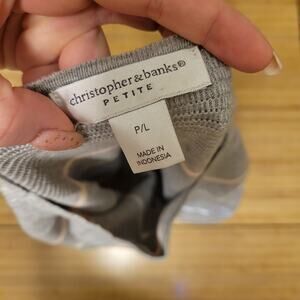 christopher&banks®
PETITE
P/L
MADE IN
INDONESIA